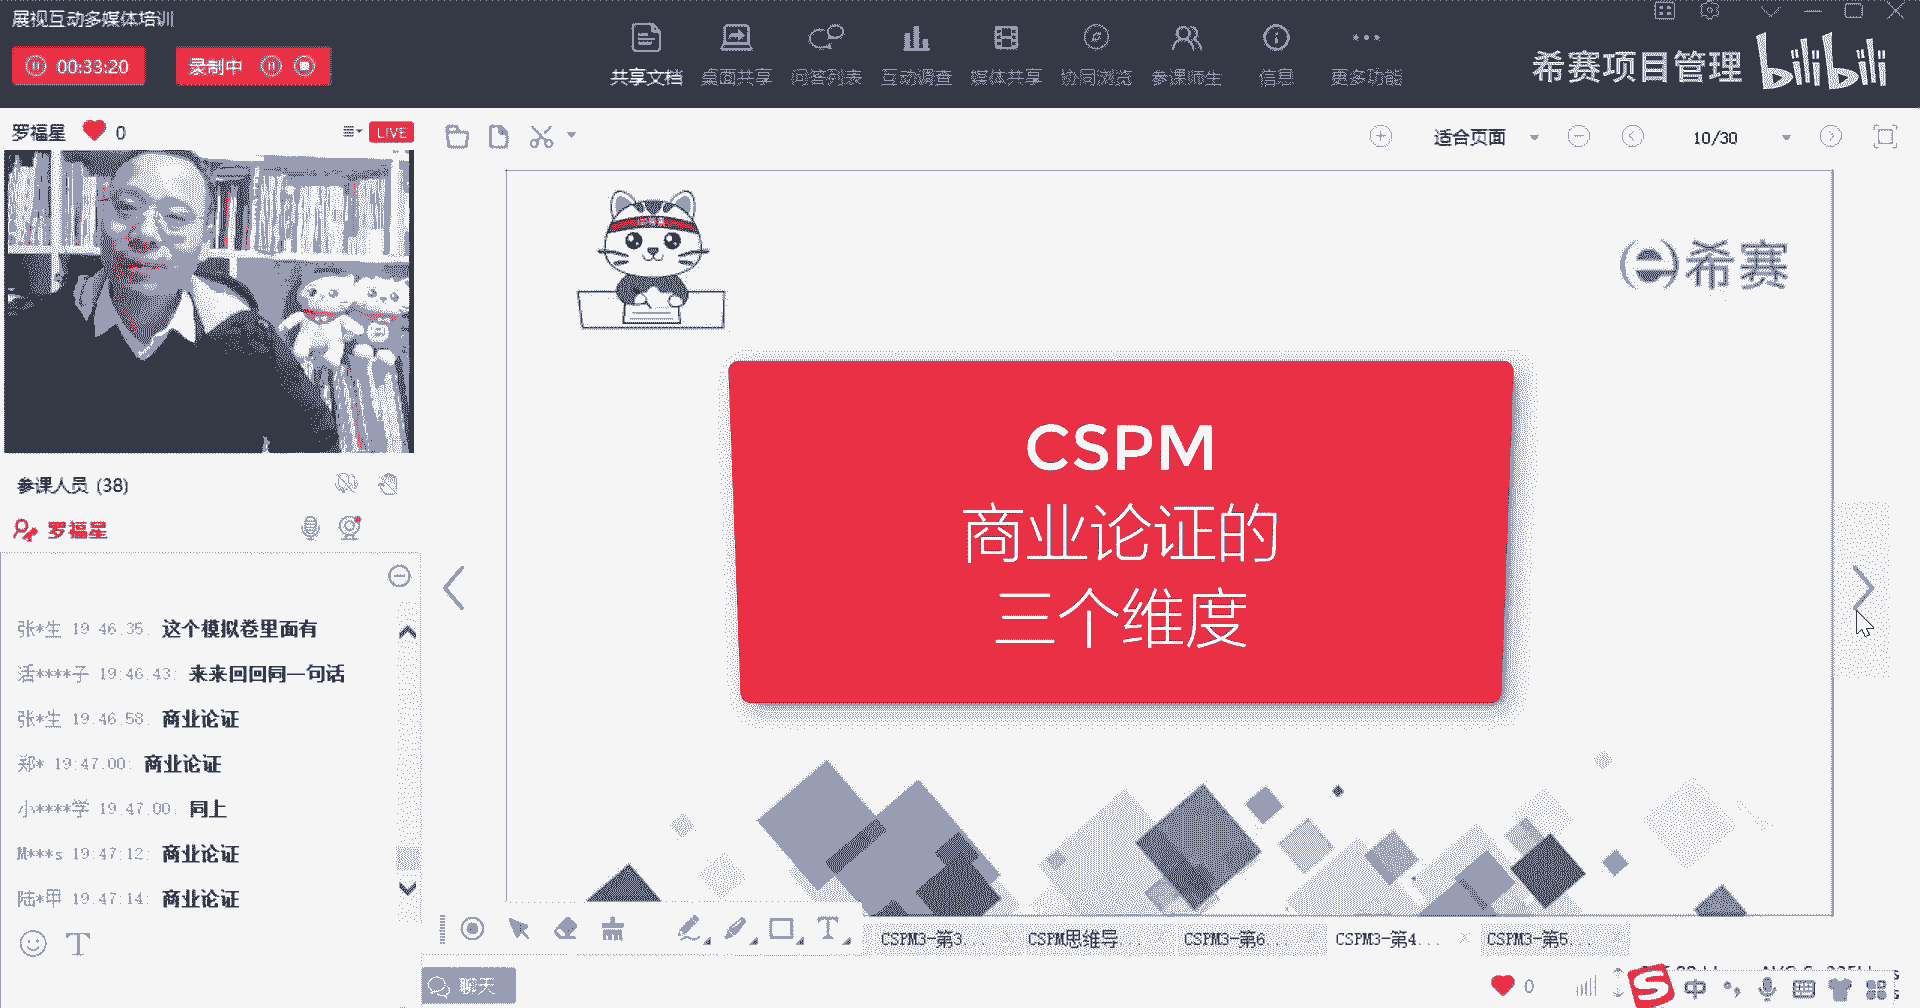 展视互动多媒体培训
00:33:20
录制中
共享文档
桌面共享
问答列表
互动调查
媒体共享
协同浏览
参课师生
信息
更多功能
希赛项目管理
bilibili
罗福星
0
LIVE
适合页面
10/30
希赛
CSPM
商业论证的
三个维度
参课人员 (38)
罗福星
张*生 19:46:35: 这个模拟卷里面有
活****子 19:46:43: 来来回回同一句话
张*生 19:46:58: 商业论证
郑* 19:47:00: 商业论证
小****学 19:47:00: 同上
M***s 19:47:12: 商业论证
陆*甲 19:47:14: 商业论证
T
T
CSPM3-第3...
CSPM思维导...
CSPM3-第6...
CSPM3-第4...
CSPM3-第5...
聊天
0
S
中